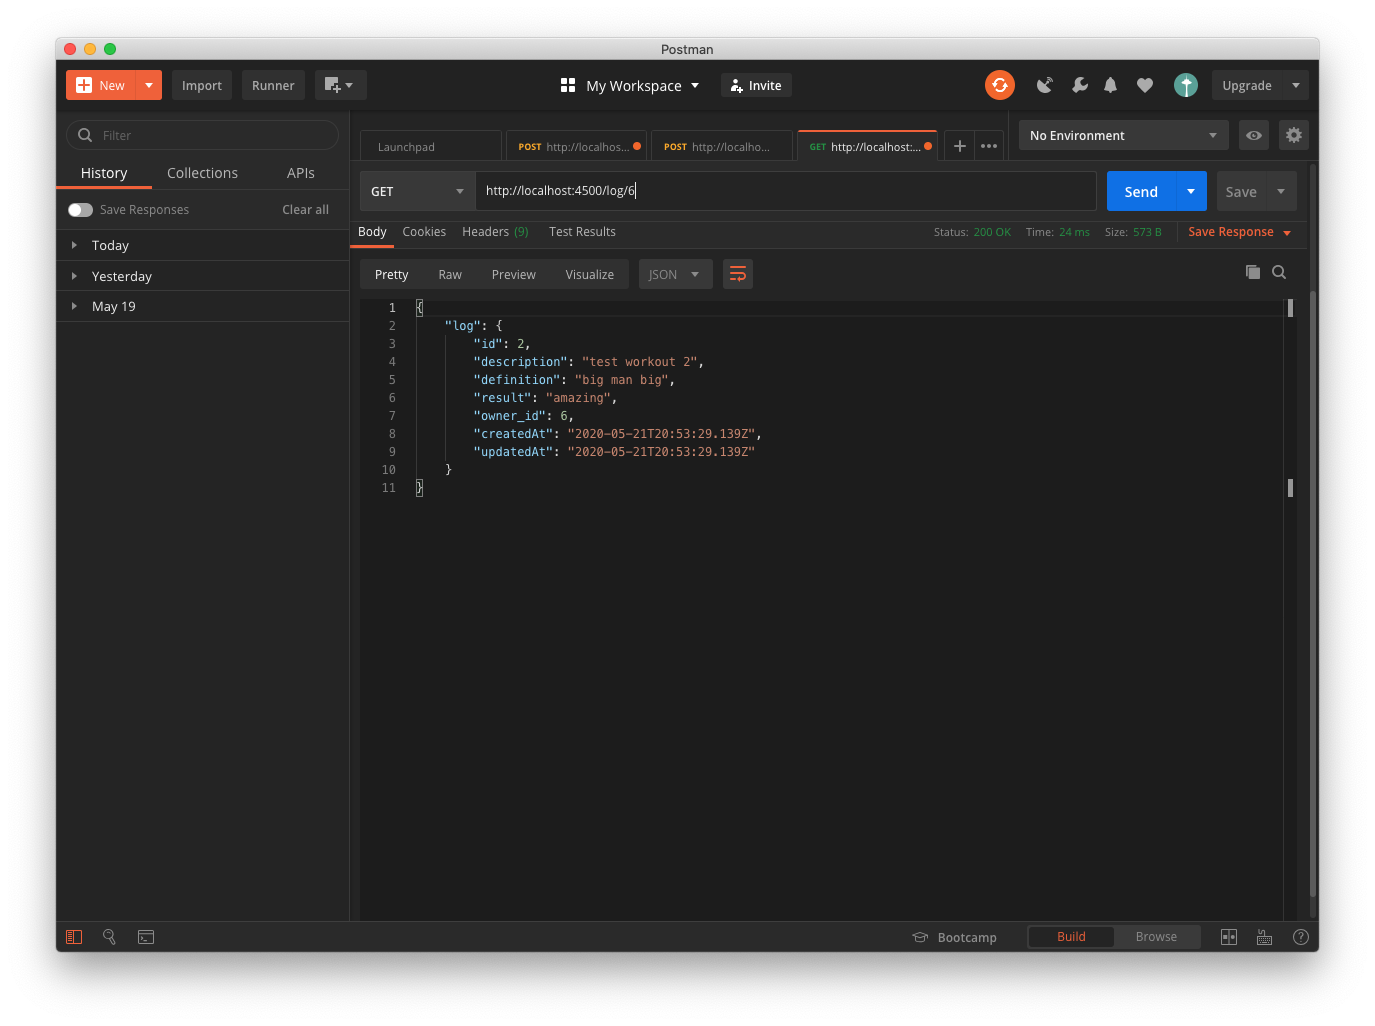 Postman
New
Import
Runner
My Workspace
Invite
Upgrade
Filter
Launchpad
POST http://localhos...
POST http://localho...
GET http://localhost:...
No Environment
History
Collections
APIs
GET
http://localhost:4500/log/6
Send
Save
Save Responses
Clear all
Body
Cookies
Headers (9)
Test Results
Status: 200 OK
Time: 24 ms
Size: 573 B
Save Response
Today
Yesterday
May 19
Pretty
Raw
Preview
Visualize
JSON
1 {
2 "log": {
3 "id": 2,
4 "description": "test workout 2",
5 "definition": "big man big",
6 "result": "amazing",
7 "owner_id": 6,
8 "createdAt": "2020-05-21T20:53:29.139Z",
9 "updatedAt": "2020-05-21T20:53:29.139Z"
10 }
11 }
Bootcamp
Build
Browse